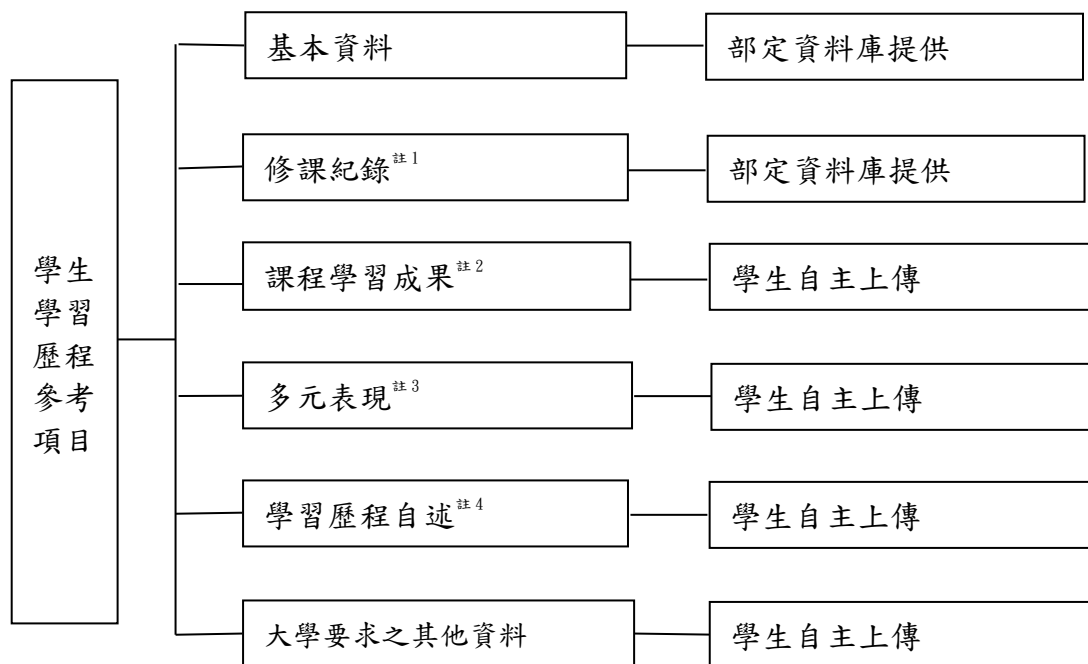 學生
學習
歷程
參考
項目
基本資料
部定資料庫提供
修課紀錄註1
部定資料庫提供
課程學習成果註2
學生自主上傳
多元表現註3
學生自主上傳
學習歷程自述註4
學生自主上傳
大學要求之其他資料
學生自主上傳